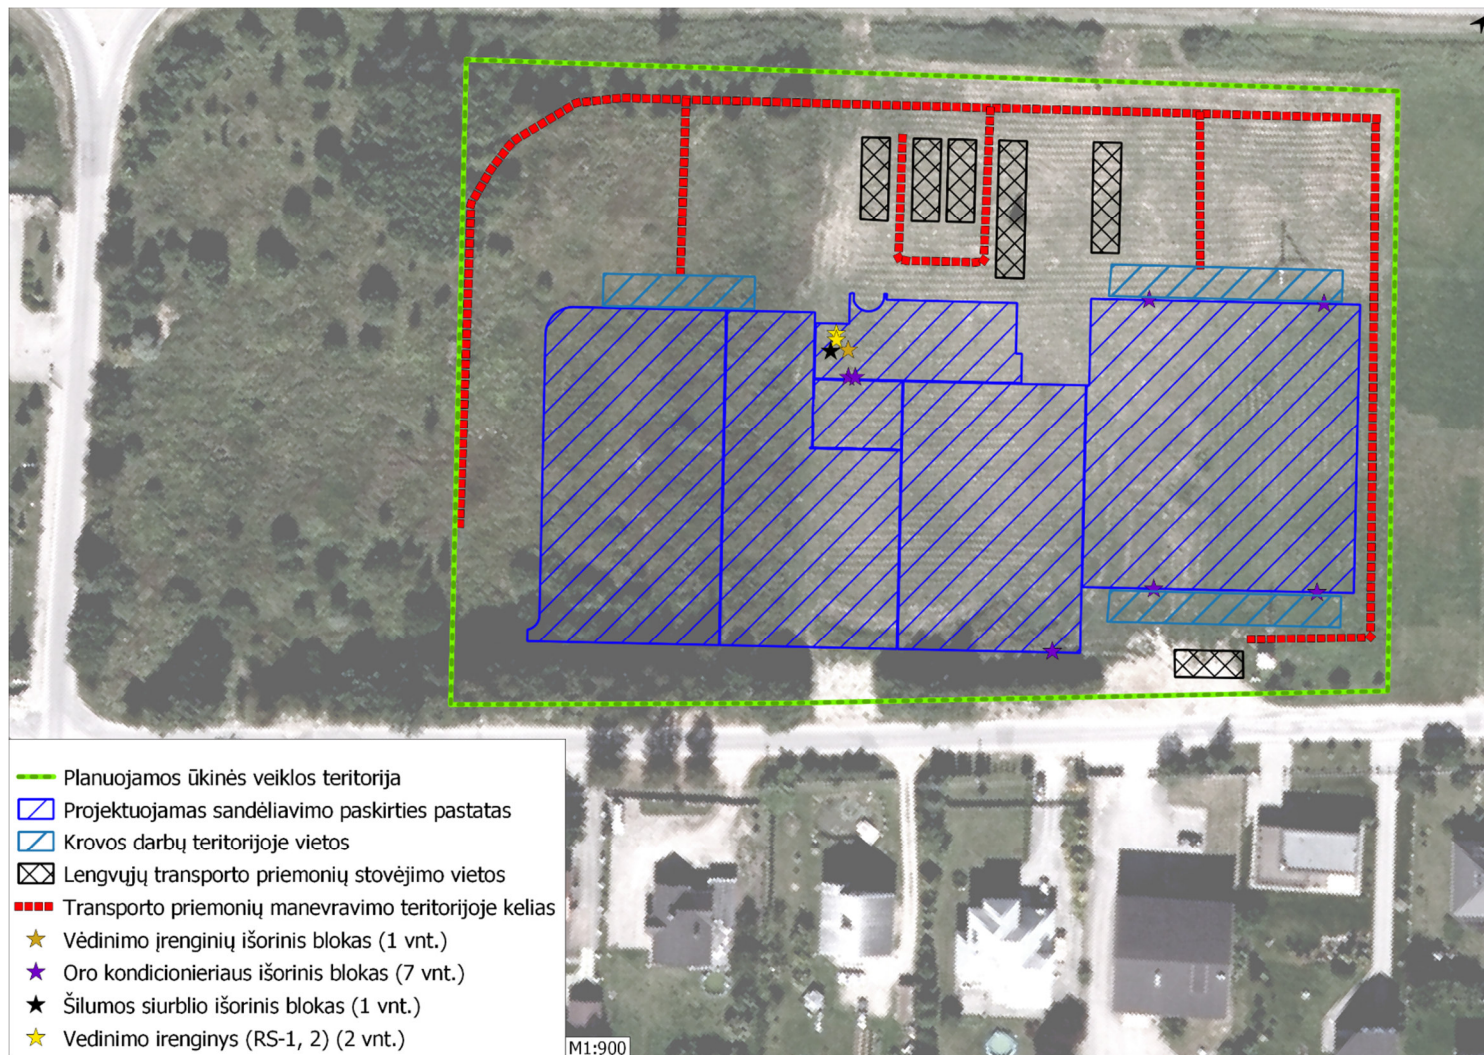 Planuojamos ūkinės veiklos teritorija
Projektuojamas sandėliavimo paskirties pastatas
Krovos darbų teritorijoje vietos
Lengvųjų transporto priemonių stovėjimo vietos
Transporto priemonių manevravimo teritorijoje kelias
Vėdinimo įrenginių išorinis blokas (1 vnt.)
Oro kondicionieriaus išorinis blokas (7 vnt.)
Šilumos siurblio išorinis blokas (1 vnt.)
Vedinimo irenginys (RS-1, 2) (2 vnt.)
M1:900